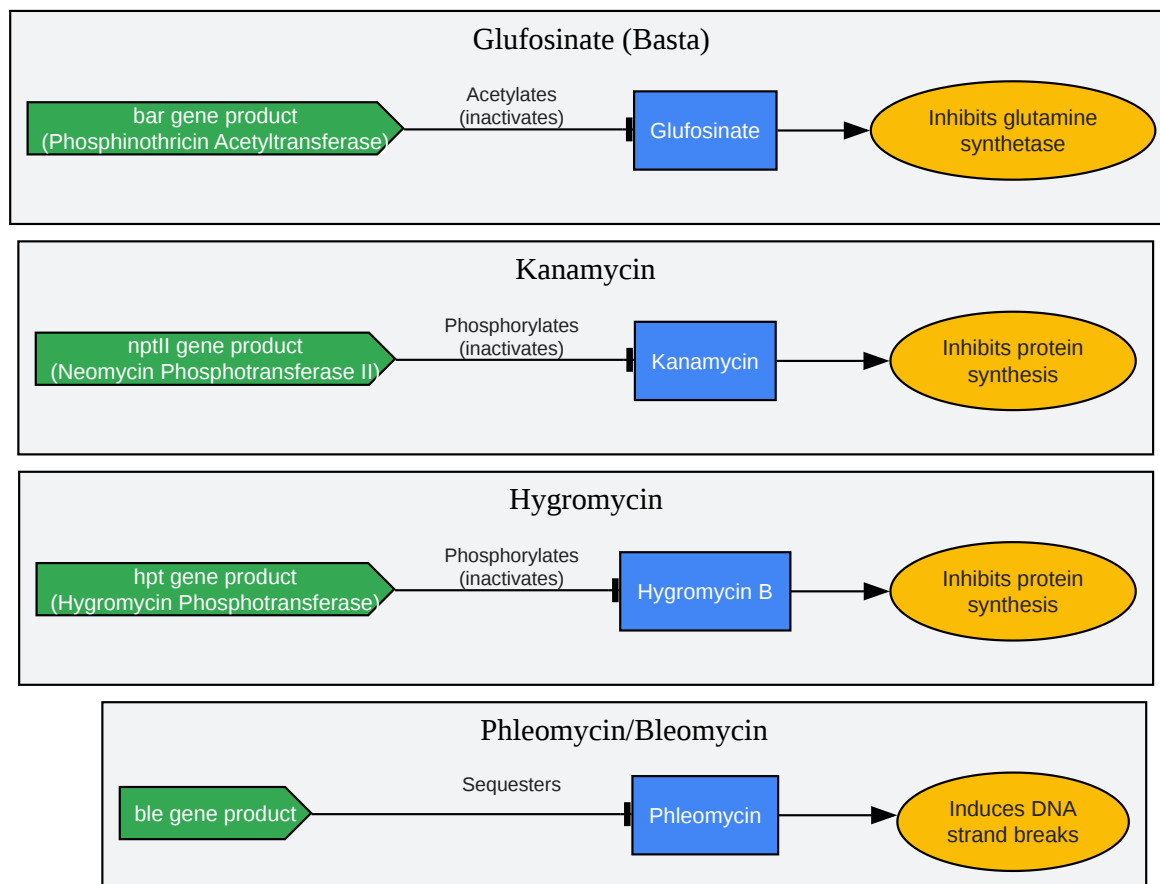 Glufosinate (Basta)
bar gene product
(Phosphinothricin Acetyltransferase)
Acetylates
(inactivates)
Glufosinate
Inhibits glutamine
synthetase
Kanamycin
nptII gene product
(Neomycin Phosphotransferase II)
Phosphorylates
(inactivates)
Kanamycin
Inhibits protein
synthesis
Hygromycin
hpt gene product
(Hygromycin Phosphotransferase)
Phosphorylates
(inactivates)
Hygromycin B
Inhibits protein
synthesis
Phleomycin/Bleomycin
ble gene product
Sequesters
Phleomycin
Induces DNA
strand breaks